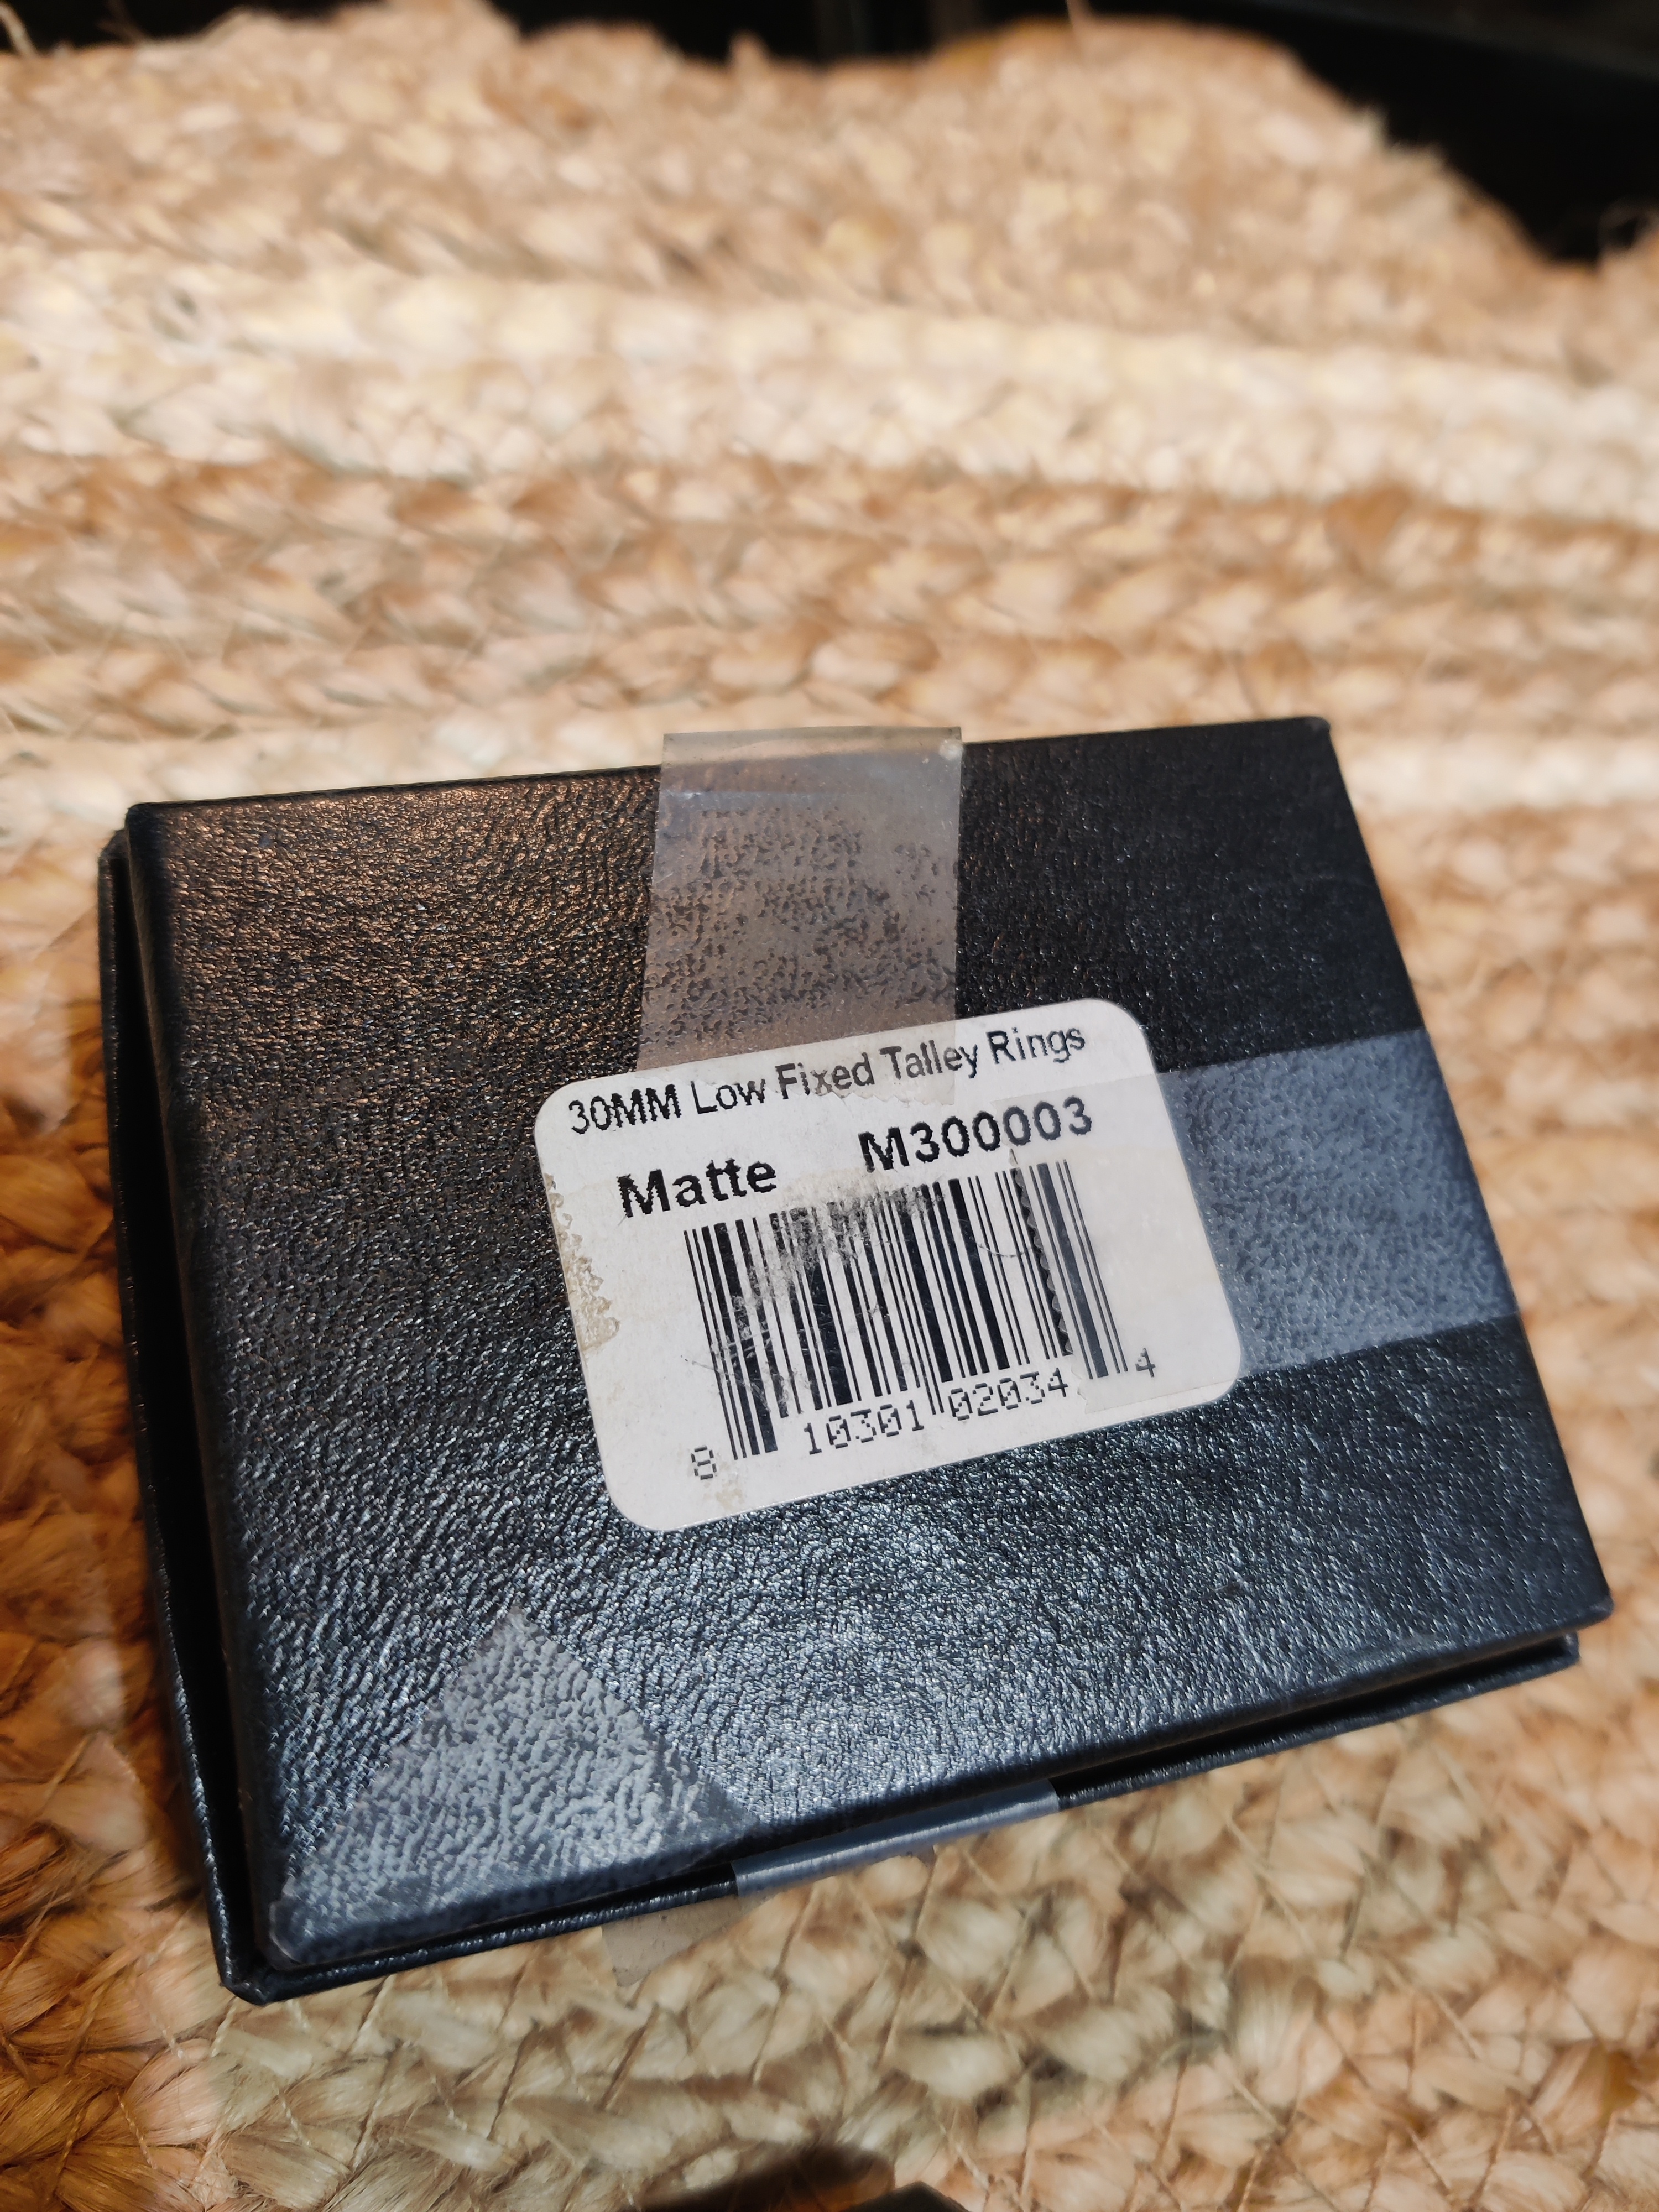 30MM Low Fixed Talley Rings
Matte M300003
8 10301 02034 4